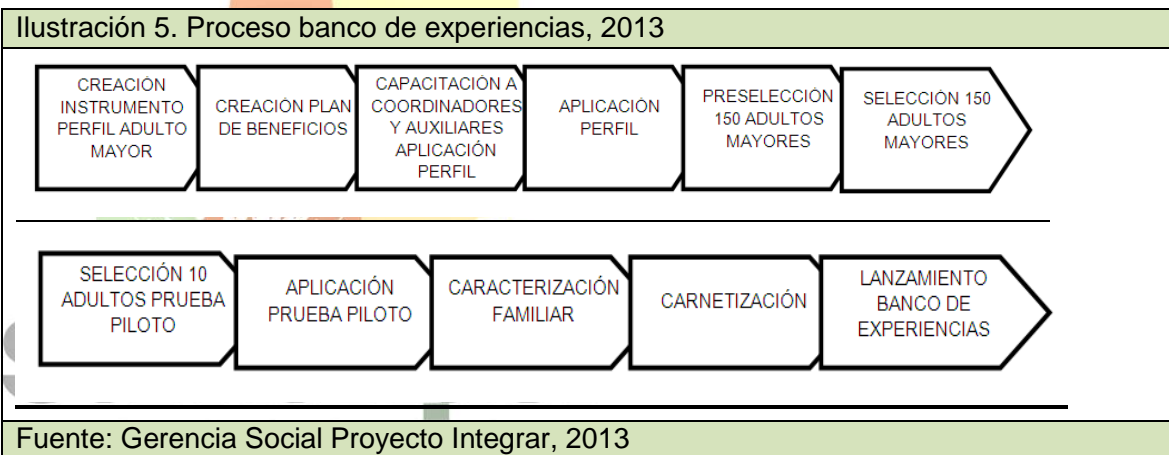 Ilustración 5. Proceso banco de experiencias, 2013
CREACIÓN
INSTRUMENTO
PERFIL ADULTO
MAYOR
CREACIÓN PLAN
DE BENEFICIOS
CAPACITACIÓN A
COORDINADORES
Y AUXILIARES
APLICACIÓN
PERFIL
APLICACIÓN
PERFIL
PRESELECCIÓN
150 ADULTOS
MAYORES
SELECCIÓN 150
ADULTOS
MAYORES
SELECCIÓN 10
ADULTOS PRUEBA
PILOTO
APLICACIÓN
PRUEBA PILOTO
CARACTERIZACIÓN
FAMILIAR
CARNETIZACIÓN
LANZAMIENTO
BANCO DE
EXPERIENCIAS
Fuente: Gerencia Social Proyecto Integrar, 2013